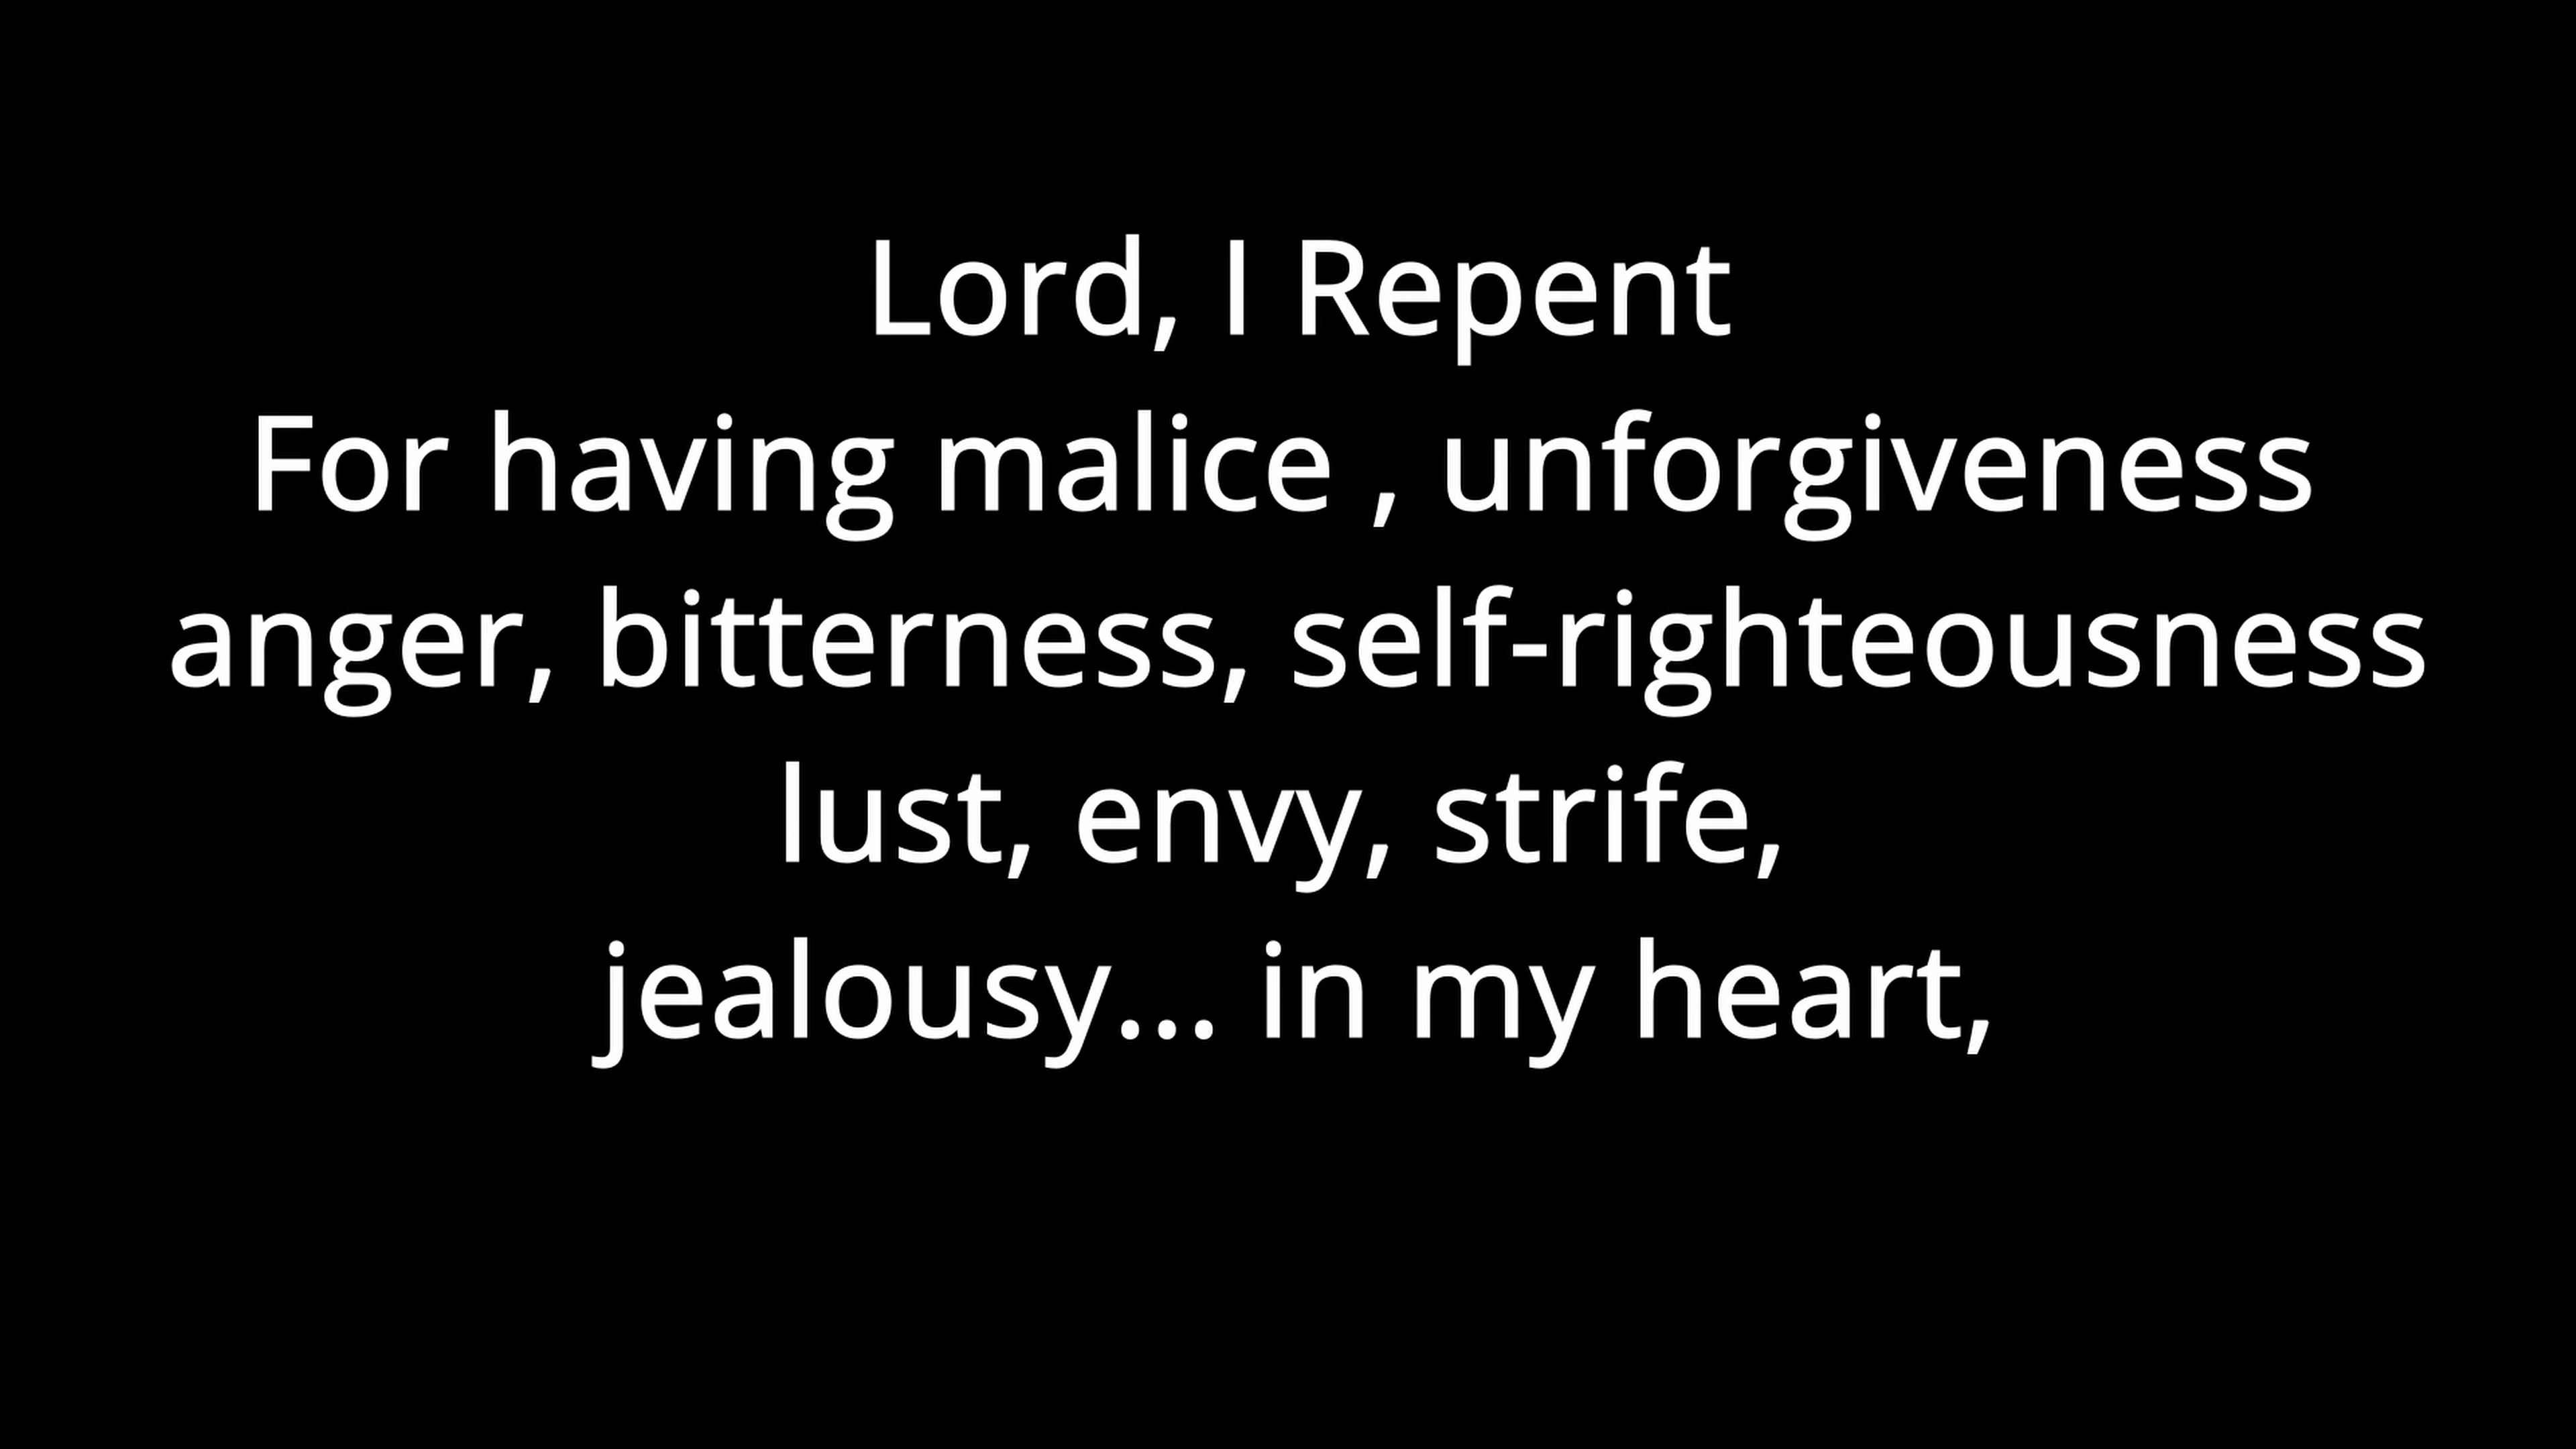 Lord, I Repent
For having malice , unforgiveness
anger, bitterness, self-righteousness
lust, envy, strife,
jealousy... in my heart,